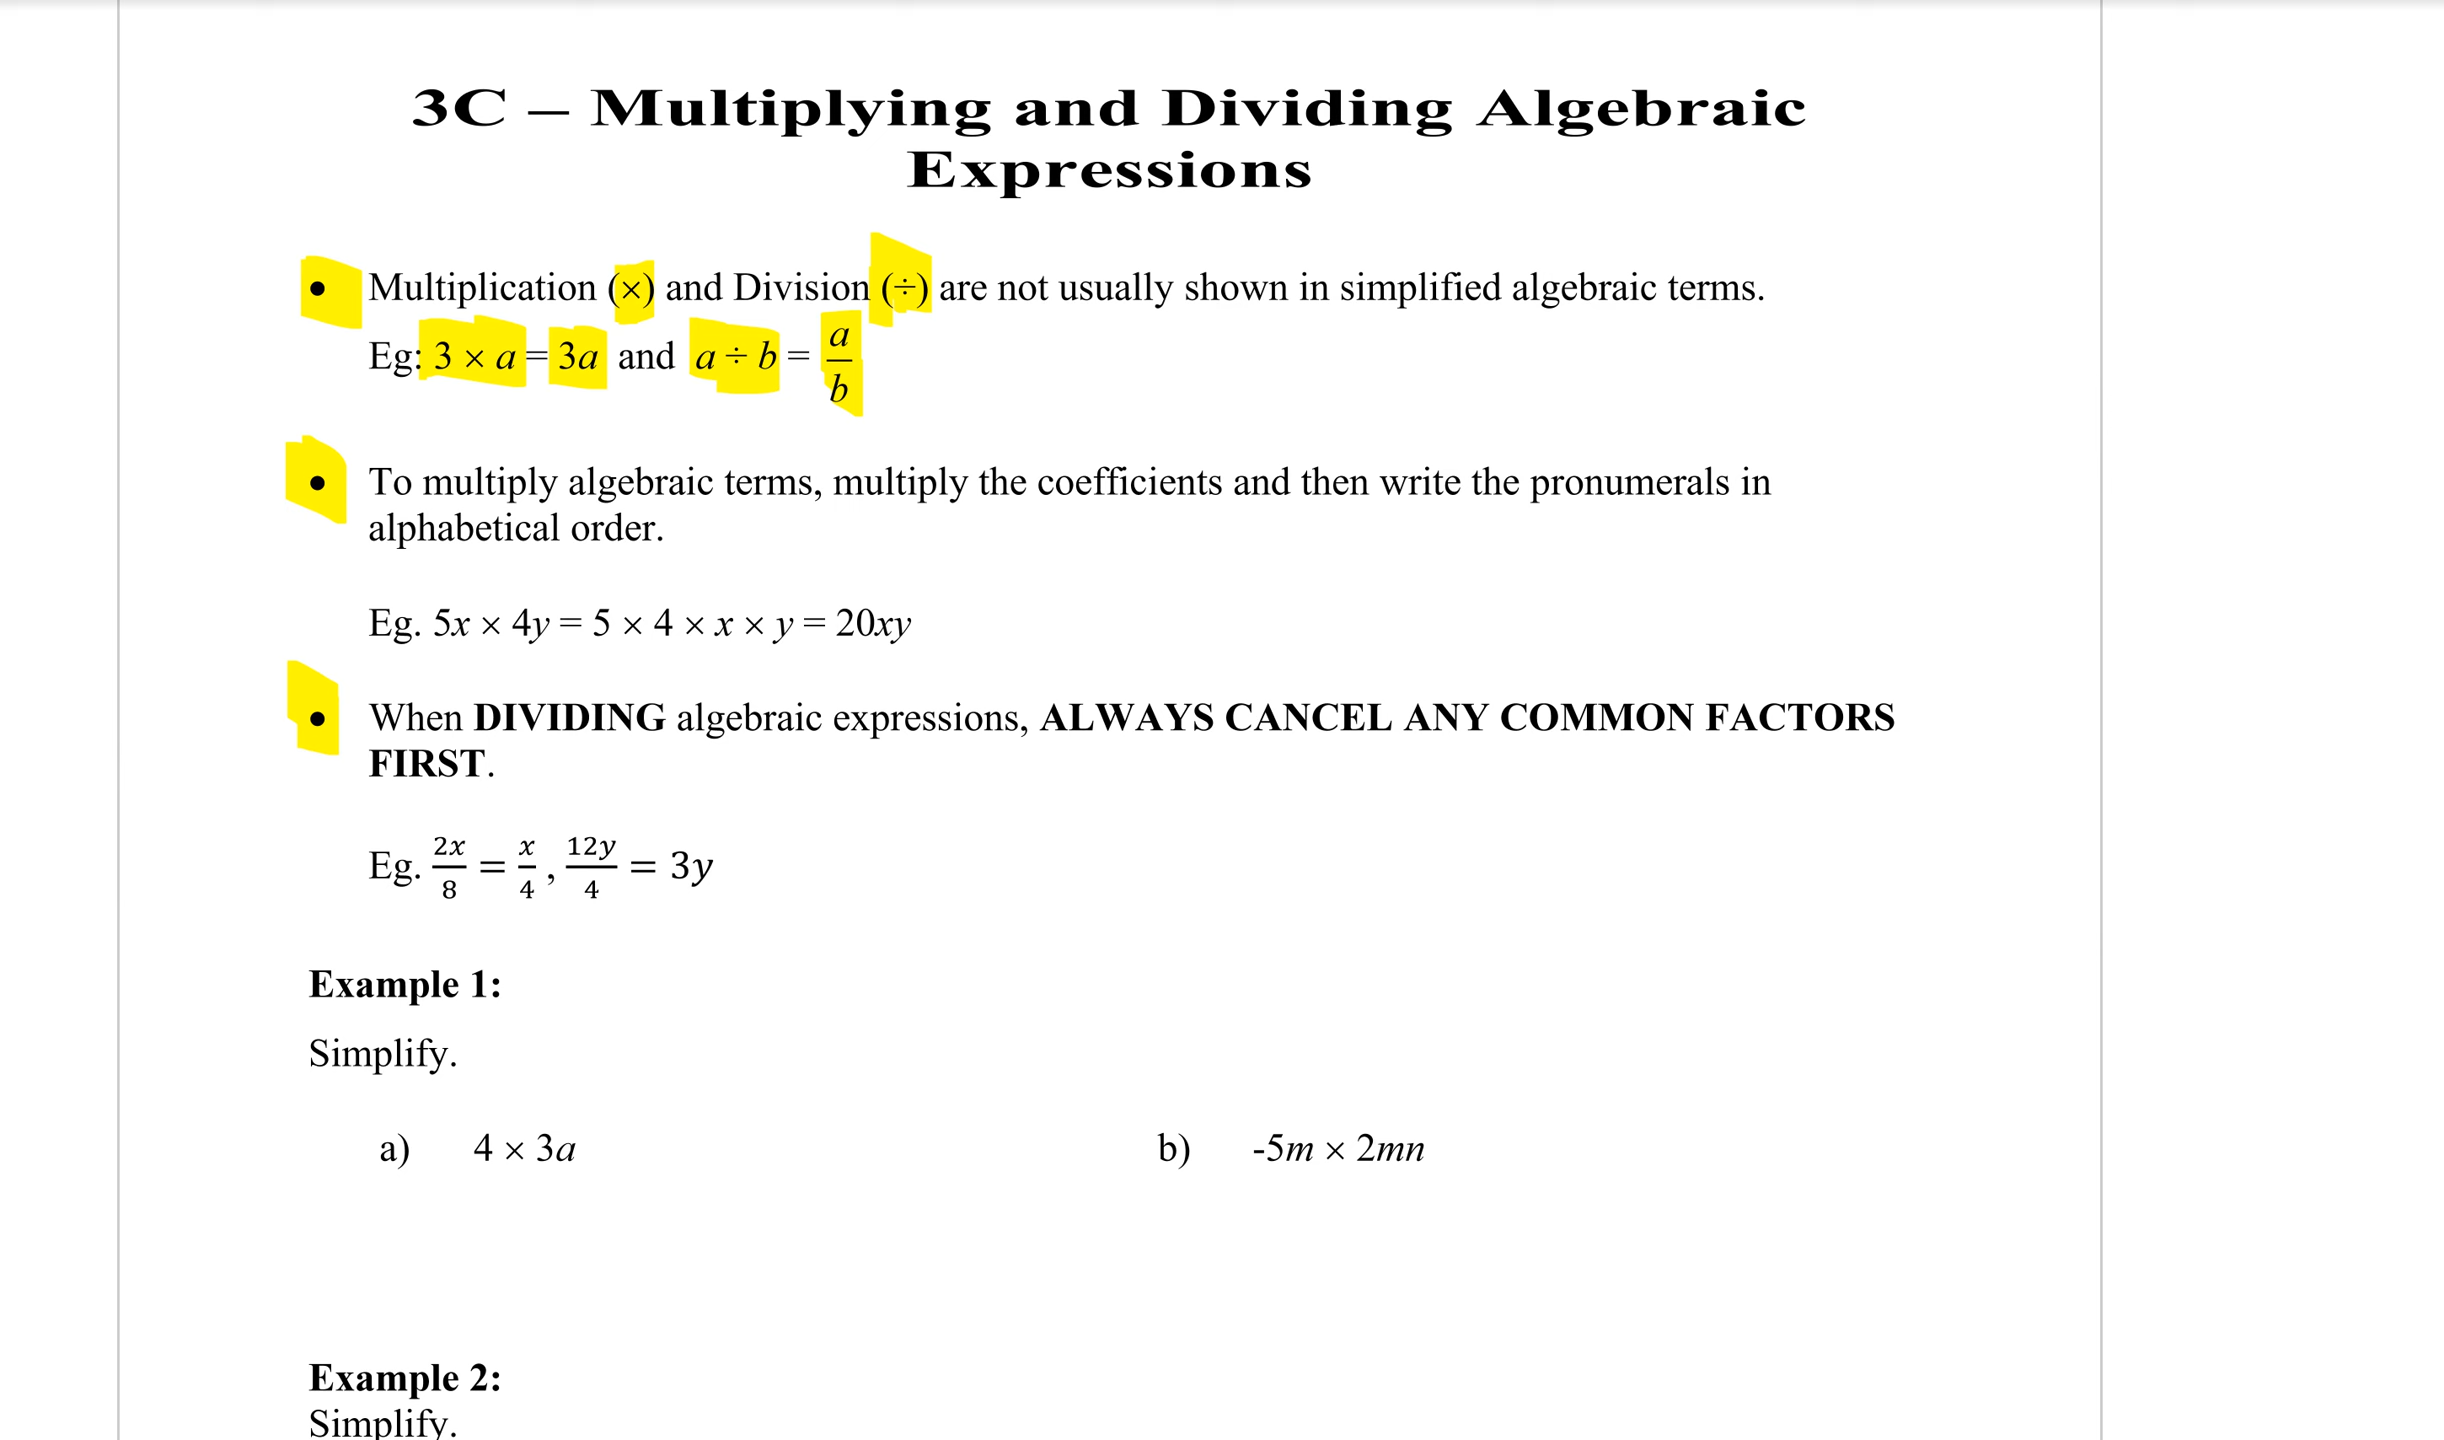 3C – Multiplying and Dividing Algebraic
Expressions
• Multiplication (×) and Division (÷) are not usually shown in simplified algebraic terms.
Eg: 3 × a = 3a and a ÷ b = a/b
• To multiply algebraic terms, multiply the coefficients and then write the pronumerals in
alphabetical order.
Eg. 5x × 4y = 5 × 4 × x × y = 20xy
• When DIVIDING algebraic expressions, ALWAYS CANCEL ANY COMMON FACTORS
FIRST.
Eg. 2x/8 = x/4 , 12y/4 = 3y
Example 1:
Simplify.
a) 4 × 3a b) -5m × 2mn
Example 2:
Simplify.